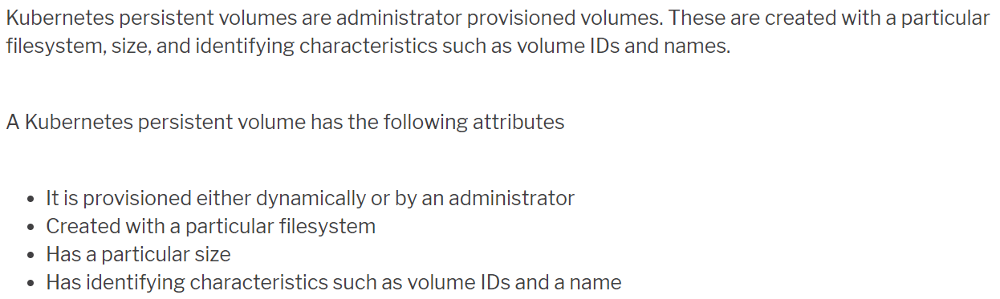 Kubernetes persistent volumes are administrator provisioned volumes. These are created with a particular
filesystem, size, and identifying characteristics such as volume IDs and names.
A Kubernetes persistent volume has the following attributes
• It is provisioned either dynamically or by an administrator
• Created with a particular filesystem
• Has a particular size
• Has identifying characteristics such as volume IDs and a name